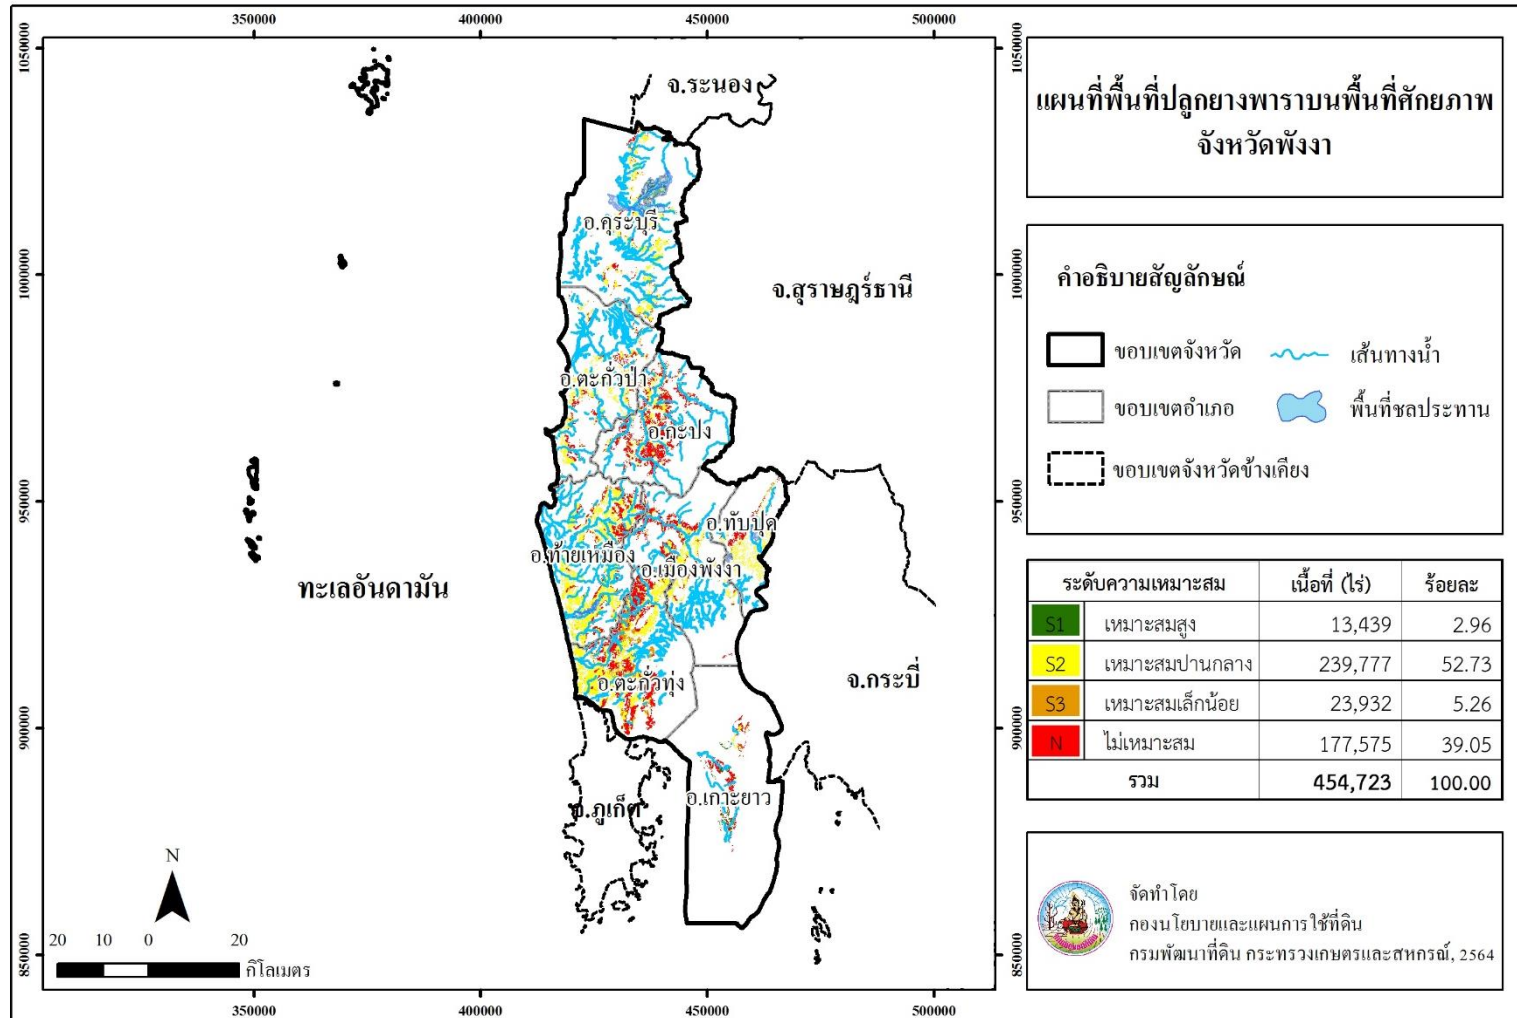 350000 400000 450000 500000
1050000
1000000
950000
900000
850000
1050000
1000000
950000
900000
850000
จ.ระนอง
อ.คุระบุรี
จ.สุราษฎร์ธานี
อ.ตะกั่วป่า
อ.กะปง
อ.ทับปุด
อ.ท้ายเหมือง
อ.เมืองพังงา
ทะเลอันดามัน
อ.ตะกั่วทุ่ง
จ.กระบี่
อ.เกาะยาว
จ.ภูเก็ต
N
20 10 0 20
กิโลเมตร
350000 400000 450000 500000
แผนที่พื้นที่ปลูกยางพาราบนพื้นที่ศักยภาพ
จังหวัดพังงา
คำอธิบายสัญลักษณ์
ขอบเขตจังหวัด เส้นทางน้ำ
ขอบเขตอำเภอ พื้นที่ชลประทาน
ขอบเขตจังหวัดข้างเคียง
ระดับความเหมาะสม เนื้อที่ (ไร่) ร้อยละ
S1 เหมาะสมสูง 13,439 2.96
S2 เหมาะสมปานกลาง 239,777 52.73
S3 เหมาะสมเล็กน้อย 23,932 5.26
N ไม่เหมาะสม 177,575 39.05
รวม 454,723 100.00
จัดทำโดย
กองนโยบายและแผนการใช้ที่ดิน
กรมพัฒนาที่ดิน กระทรวงเกษตรและสหกรณ์, 2564